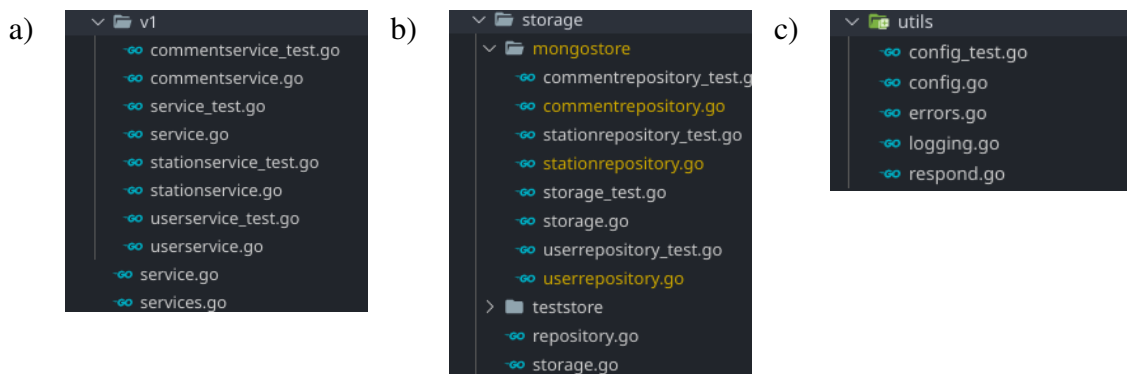 a)
v1
commentservice_test.go
commentservice.go
service_test.go
service.go
stationservice_test.go
stationservice.go
userservice_test.go
userservice.go
service.go
services.go
b)
storage
mongostore
commentrepository_test.g
commentrepository.go
stationrepository_test.go
stationrepository.go
storage_test.go
storage.go
userrepository_test.go
userrepository.go
teststore
repository.go
storage.go
c)
utils
config_test.go
config.go
errors.go
logging.go
respond.go